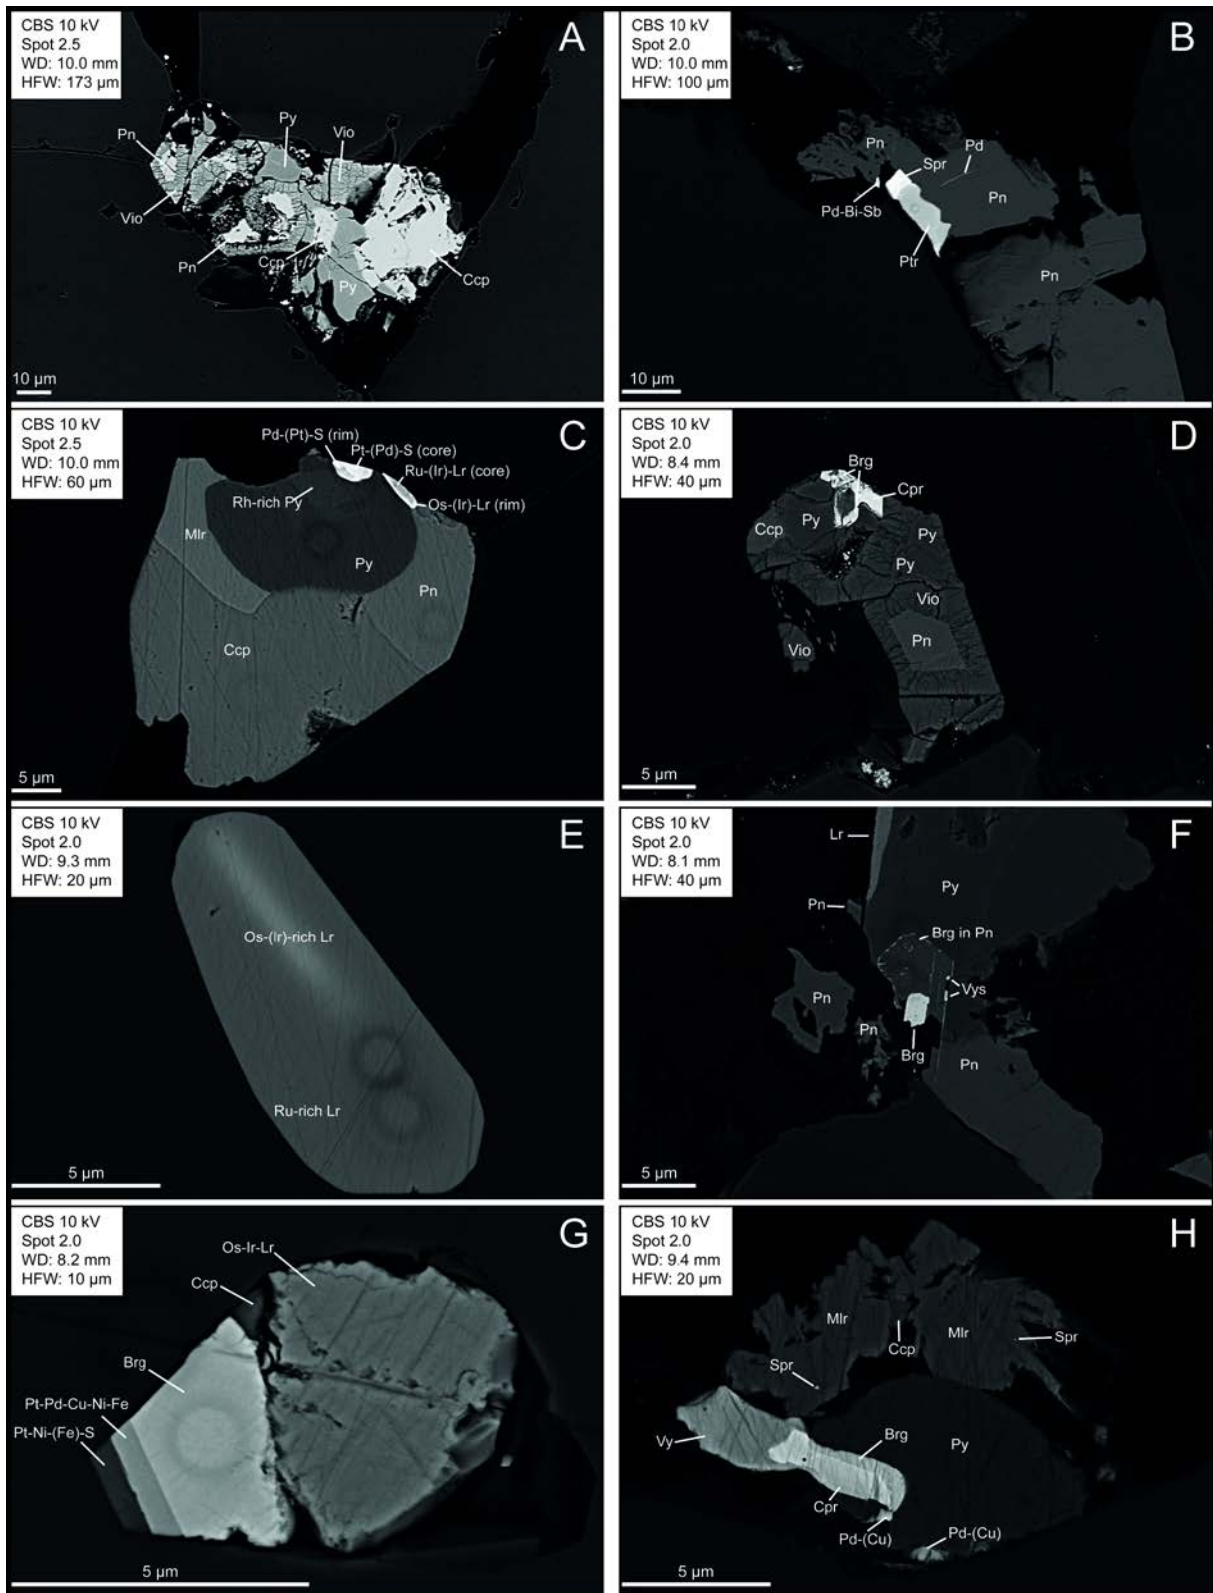 CBS 10 kV
Spot 2.5
WD: 10.0 mm
HFW: 173 µm
A
Py
Vio
Pn
Vio
Pn
Ccp
Py
Ccp
10 µm
CBS 10 kV
Spot 2.0
WD: 10.0 mm
HFW: 100 µm
B
Pn
Pd
Spr
Pd-Bi-Sb
Pn
Ptr
Pn
10 µm
CBS 10 kV
Spot 2.5
WD: 10.0 mm
HFW: 60 µm
C
Pd-(Pt)-S (rim)
Pt-(Pd)-S (core)
Ru-(Ir)-Lr (core)
Rh-rich Py
Os-(Ir)-Lr (rim)
Mlr
Py
Pn
Ccp
5 µm
CBS 10 kV
Spot 2.0
WD: 8.4 mm
HFW: 40 µm
D
Brg
Cpr
Ccp
Py
Py
Py
Vio
Pn
Vio
5 µm
CBS 10 kV
Spot 2.0
WD: 9.3 mm
HFW: 20 µm
E
Os-(Ir)-rich Lr
Ru-rich Lr
5 µm
CBS 10 kV
Spot 2.0
WD: 8.1 mm
HFW: 40 µm
F
Lr
Py
Pn
Brg in Pn
Pn
Vys
Pn
Brg
Pn
5 µm
CBS 10 kV
Spot 2.0
WD: 8.2 mm
HFW: 10 µm
G
Os-Ir-Lr
Ccp
Brg
Pt-Pd-Cu-Ni-Fe
Pt-Ni-(Fe)-S
5 µm
CBS 10 kV
Spot 2.0
WD: 9.4 mm
HFW: 20 µm
H
Mlr
Ccp
Mlr
Spr
Spr
Vy
Brg
Py
Cpr
Pd-(Cu)
Pd-(Cu)
5 µm